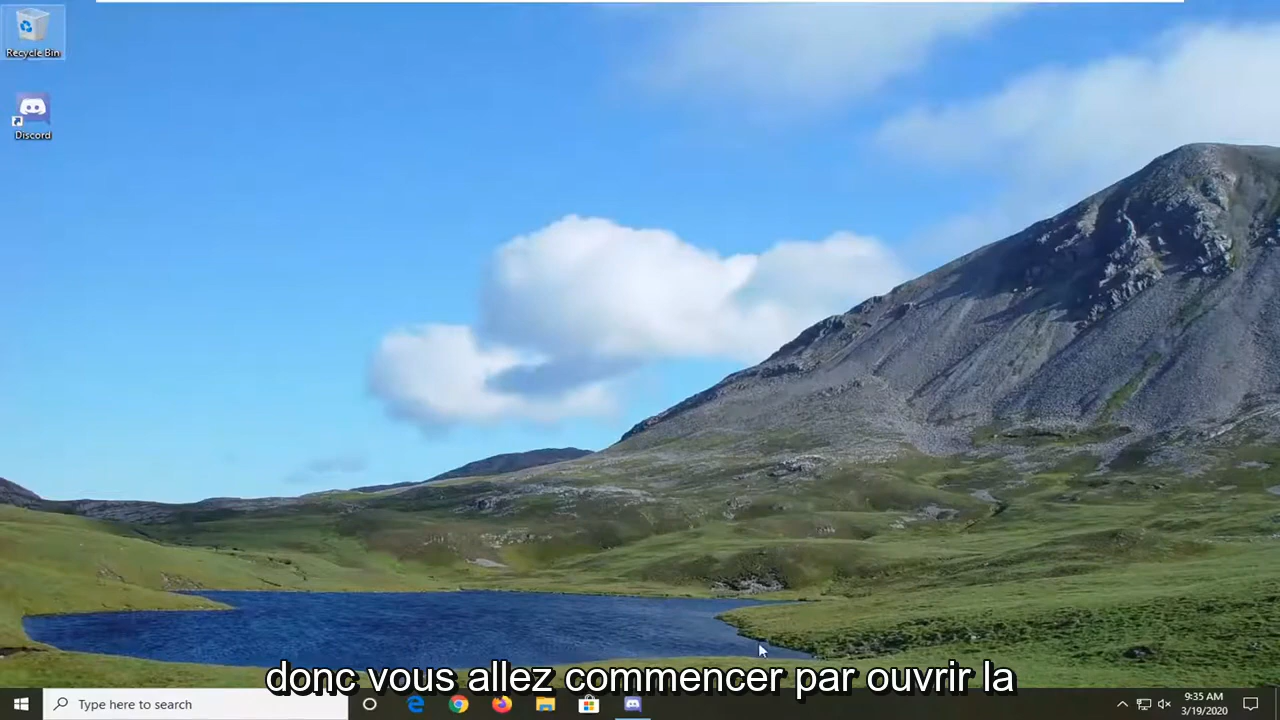 Recycle Bin
Discord
donc vous allez commencer par ouvrir la
Type here to search
9:35 AM
3/19/2020